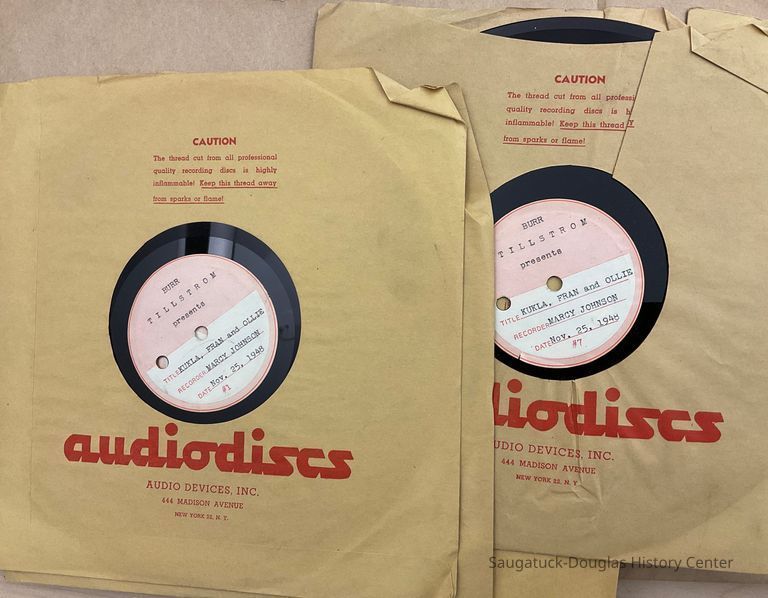 CAUTION
The thread cut from all professional
quality recording discs is highly
inflammable! Keep this thread away
from sparks or flame!
BURR
TILLSTROM
presents
TITLE KUKLA, FRAN and OLLIE
RECORDER MARCY JOHNSON
DATE Nov. 25, 1948
#1
audiodiscs
AUDIO DEVICES, INC.
444 MADISON AVENUE
NEW YORK 22, N. Y.
CAUTION
The thread cut from all professi
quality recording discs is h
inflammable! Keep this thread
from sparks or flame!
BURR
TILLSTROM
presents
TITLE KUKLA, FRAN and OLLIE
RECORDER MARCY JOHNSON
DATE Nov. 25, 1948
#7
diodiscs
UDIO DEVICES, INC.
444 MADISON AVENUE
NEW YORK 22, N. Y
Saugatuck-Douglas History Center